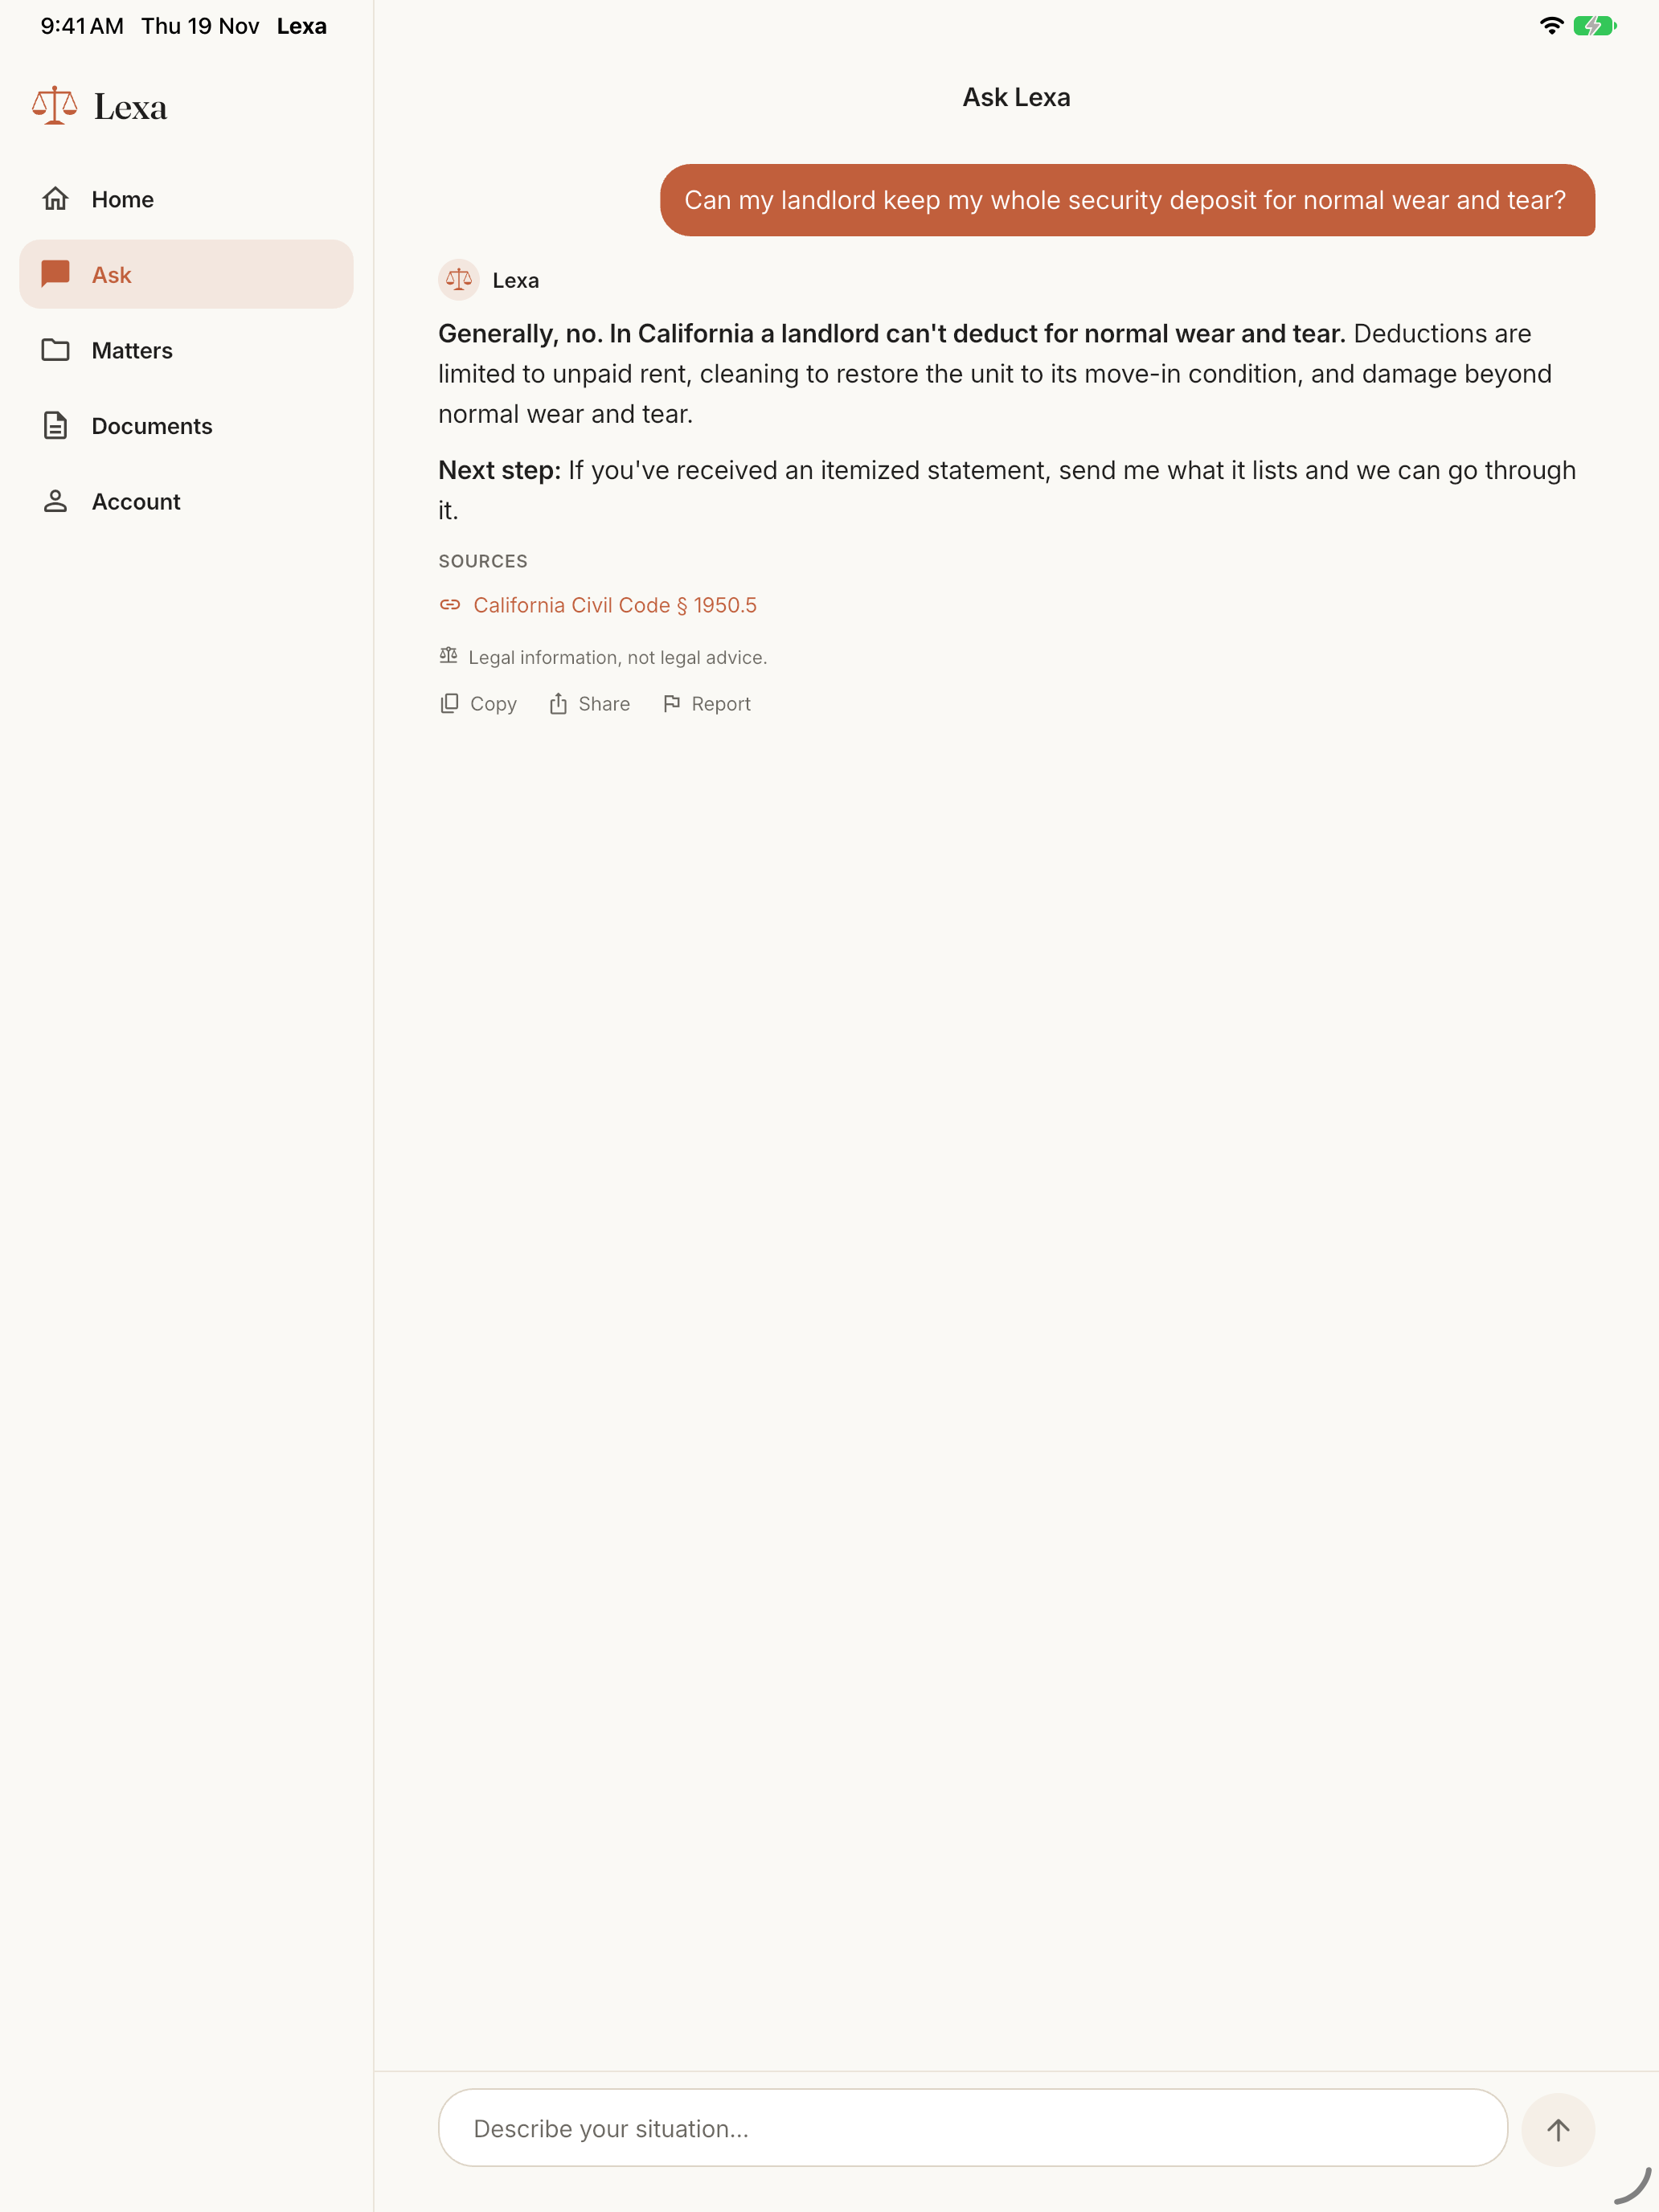 9:41 AM Thu 19 Nov Lexa
Lexa
Home
Ask
Matters
Documents
Account
Ask Lexa
Can my landlord keep my whole security deposit for normal wear and tear?
Lexa
Generally, no. In California a landlord can't deduct for normal wear and tear. Deductions are
limited to unpaid rent, cleaning to restore the unit to its move-in condition, and damage beyond
normal wear and tear.
Next step: If you've received an itemized statement, send me what it lists and we can go through
it.
SOURCES
California Civil Code § 1950.5
Legal information, not legal advice.
Copy Share Report
Describe your situation...